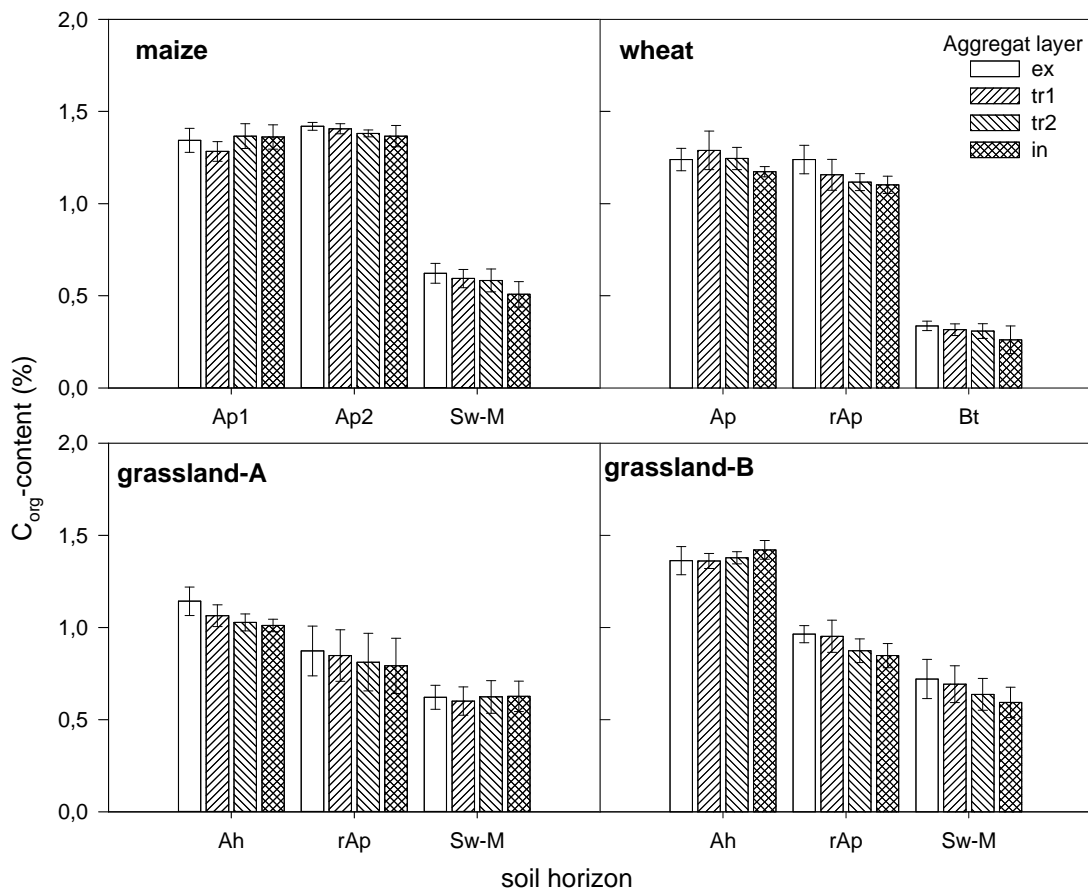 2,0
maize
wheat
Aggregat layer
ex
tr1
tr2
in
1,5
1,0
0,5
0,0
Ap1 Ap2 Sw-M
Ap rAp Bt
2,0
grassland-A
grassland-B
1,5
1,0
0,5
0,0
Ah rAp Sw-M
Ah rAp Sw-M
Corg-content (%)
soil horizon